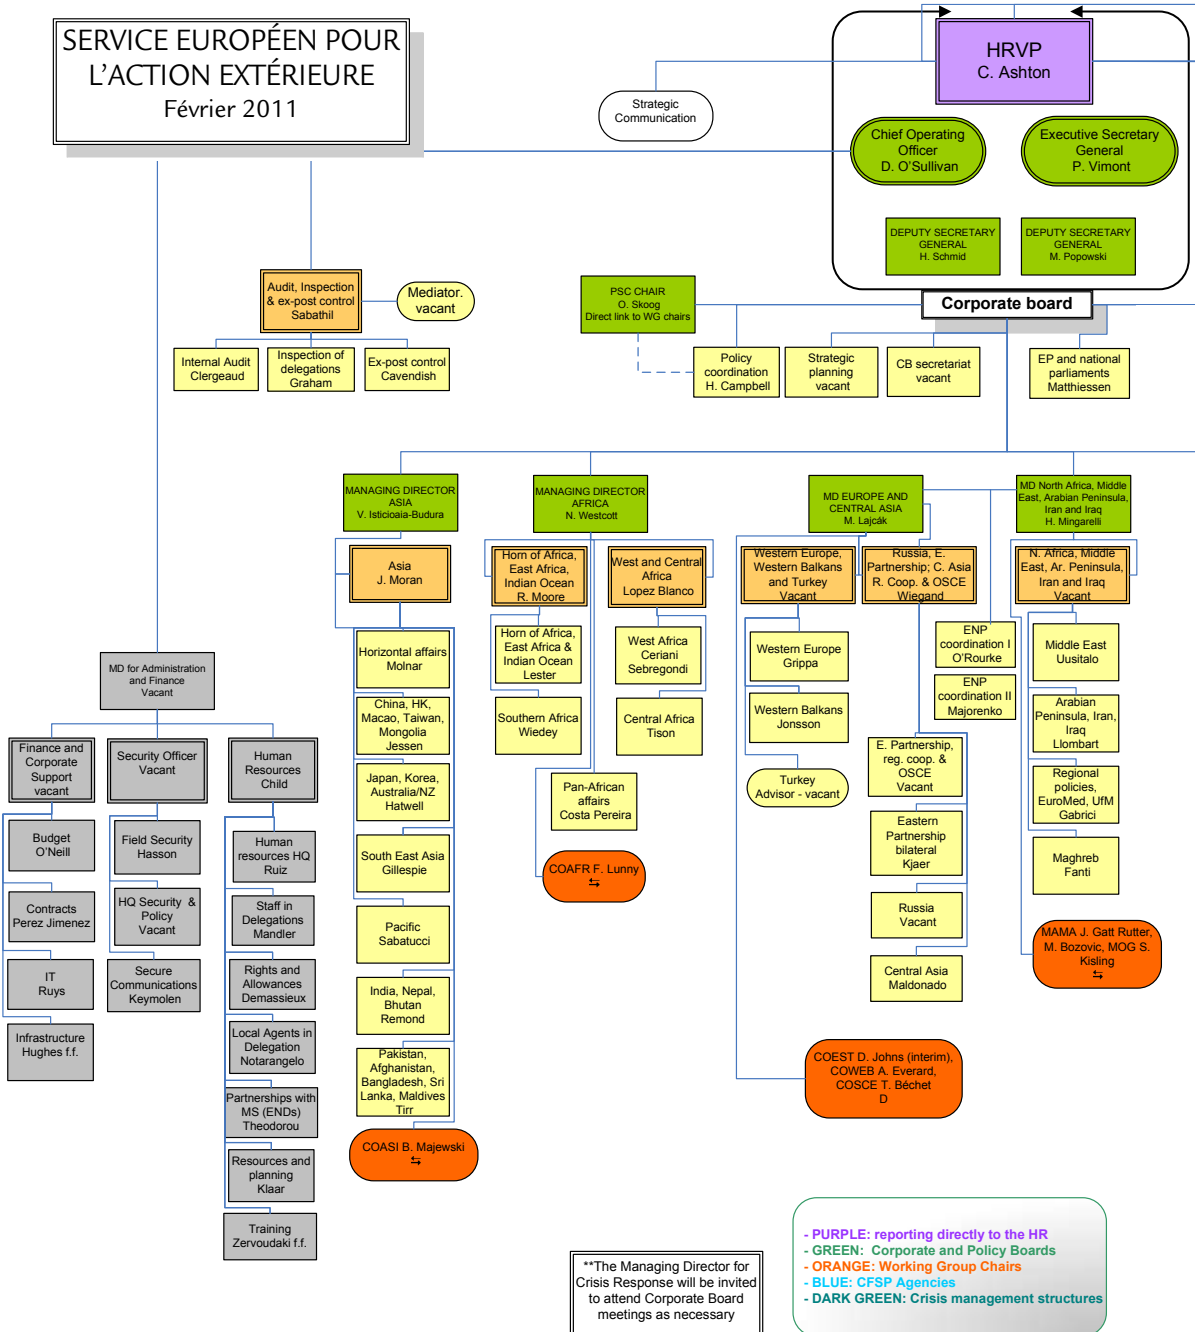 SERVICE EUROPÉEN POUR
L'ACTION EXTÉRIEURE
Février 2011
HRVP
C. Ashton
Strategic
Communication
Chief Operating
Officer
D. O'Sullivan
Executive Secretary
General
P. Vimont
DEPUTY SECRETARY
GENERAL
H. Schmid
DEPUTY SECRETARY
GENERAL
M. Popowski
Audit, Inspection
& ex-post control
Sabathil
Mediator.
vacant
PSC CHAIR
O. Skoog
Direct link to WG chairs
Corporate board
Internal Audit
Clergeaud
Inspection of
delegations
Graham
Ex-post control
Cavendish
Policy
coordination
H. Campbell
Strategic
planning
vacant
CB secretariat
vacant
EP and national
parliaments
Matthiessen
MANAGING DIRECTOR
ASIA
V. Isticioaia-Budura
MANAGING DIRECTOR
AFRICA
N. Westcott
MD EUROPE AND
CENTRAL ASIA
M. Lajcák
MD North Africa, Middle
East, Arabian Peninsula,
Iran and Iraq
H. Mingarelli
Asia
J. Moran
Horn of Africa,
East Africa,
Indian Ocean
R. Moore
West and Central
Africa
Lopez Blanco
Western Europe,
Western Balkans
and Turkey
Vacant
Russia, E.
Partnership; C. Asia
R. Coop. & OSCE
Wiegand
N. Africa, Middle
East, Ar. Peninsula,
Iran and Iraq
Vacant
Horizontal affairs
Molnar
China, HK,
Macao, Taiwan,
Mongolia
Jessen
Japan, Korea,
Australia/NZ
Hatwell
South East Asia
Gillespie
Pacific
Sabatucci
India, Nepal,
Bhutan
Remond
Pakistan,
Afghanistan,
Bangladesh, Sri
Lanka, Maldives
Tirr
COASI B. Majewski
⇆
Horn of Africa,
East Africa &
Indian Ocean
Lester
Southern Africa
Wiedey
West Africa
Ceriani
Sebregondi
Central Africa
Tison
Pan-African
affairs
Costa Pereira
COAFR F. Lunny
⇆
Western Europe
Grippa
Western Balkans
Jonsson
Turkey
Advisor - vacant
E. Partnership,
reg. coop. &
OSCE
Vacant
Eastern
Partnership
bilateral
Kjaer
Russia
Vacant
Central Asia
Maldonado
COEST D. Johns (interim),
COWEB A. Everard,
COSCE T. Béchet
D
ENP
coordination I
O'Rourke
ENP
coordination II
Majorenko
Middle East
Uusitalo
Arabian
Peninsula, Iran,
Iraq
Llombart
Regional
policies,
EuroMed, UfM
Gabrici
Maghreb
Fanti
MAMA J. Gatt Rutter,
M. Bozovic, MOG S.
Kisling
⇆
MD for Administration
and Finance
Vacant
Finance and
Corporate
Support
vacant
Security Officer
Vacant
Human
Resources
Child
Budget
O'Neill
Contracts
Perez Jimenez
IT
Ruys
Infrastructure
Hughes f.f.
Field Security
Hasson
HQ Security &
Policy
Vacant
Secure
Communications
Keymolen
Human
resources HQ
Ruiz
Staff in
Delegations
Mandler
Rights and
Allowances
Demassieux
Local Agents in
Delegation
Notarangelo
Partnerships with
MS (ENDs)
Theodorou
Resources and
planning
Klaar
Training
Zervoudaki f.f.
**The Managing Director for
Crisis Response will be invited
to attend Corporate Board
meetings as necessary
- PURPLE: reporting directly to the HR
- GREEN: Corporate and Policy Boards
- ORANGE: Working Group Chairs
- BLUE: CFSP Agencies
- DARK GREEN: Crisis management structures